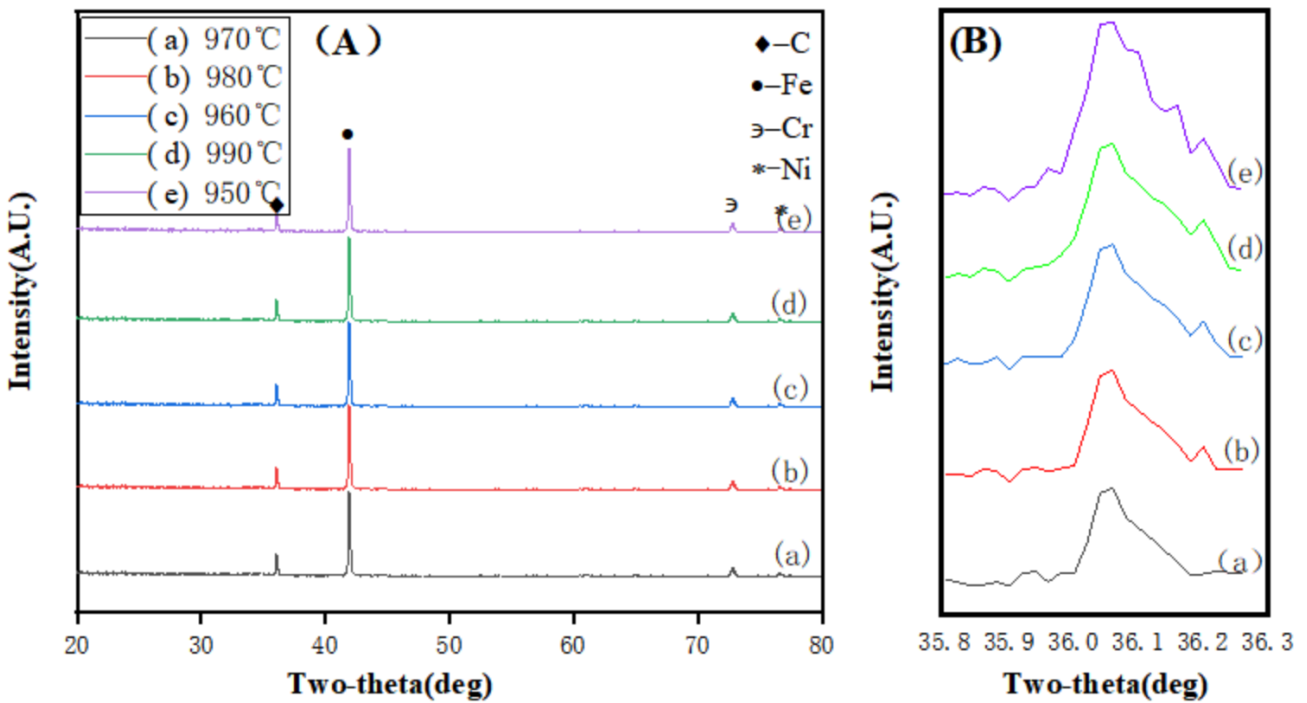 (A)
(a) 970℃
(b) 980℃
(c) 960℃
(d) 990℃
(e) 950℃
◆–C
●–Fe
϶–Cr
*–Ni
◆
●
϶
*
(e)
(d)
(c)
(b)
(a)
Intensity(A.U.)
20 30 40 50 60 70 80
Two-theta(deg)
(B)
(e)
(d)
(c)
(b)
(a)
Intensity(A.U.)
35.8 35.9 36.0 36.1 36.2 36.3
Two-theta(deg)